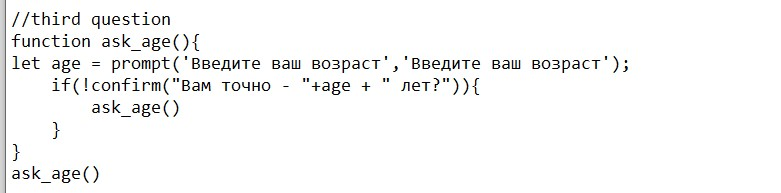 //third question
function ask_age(){
let age = prompt('Введите ваш возраст','Введите ваш возраст');
    if(!confirm("Вам точно - "+age + " лет?")){
        ask_age()
    }
}
ask_age()